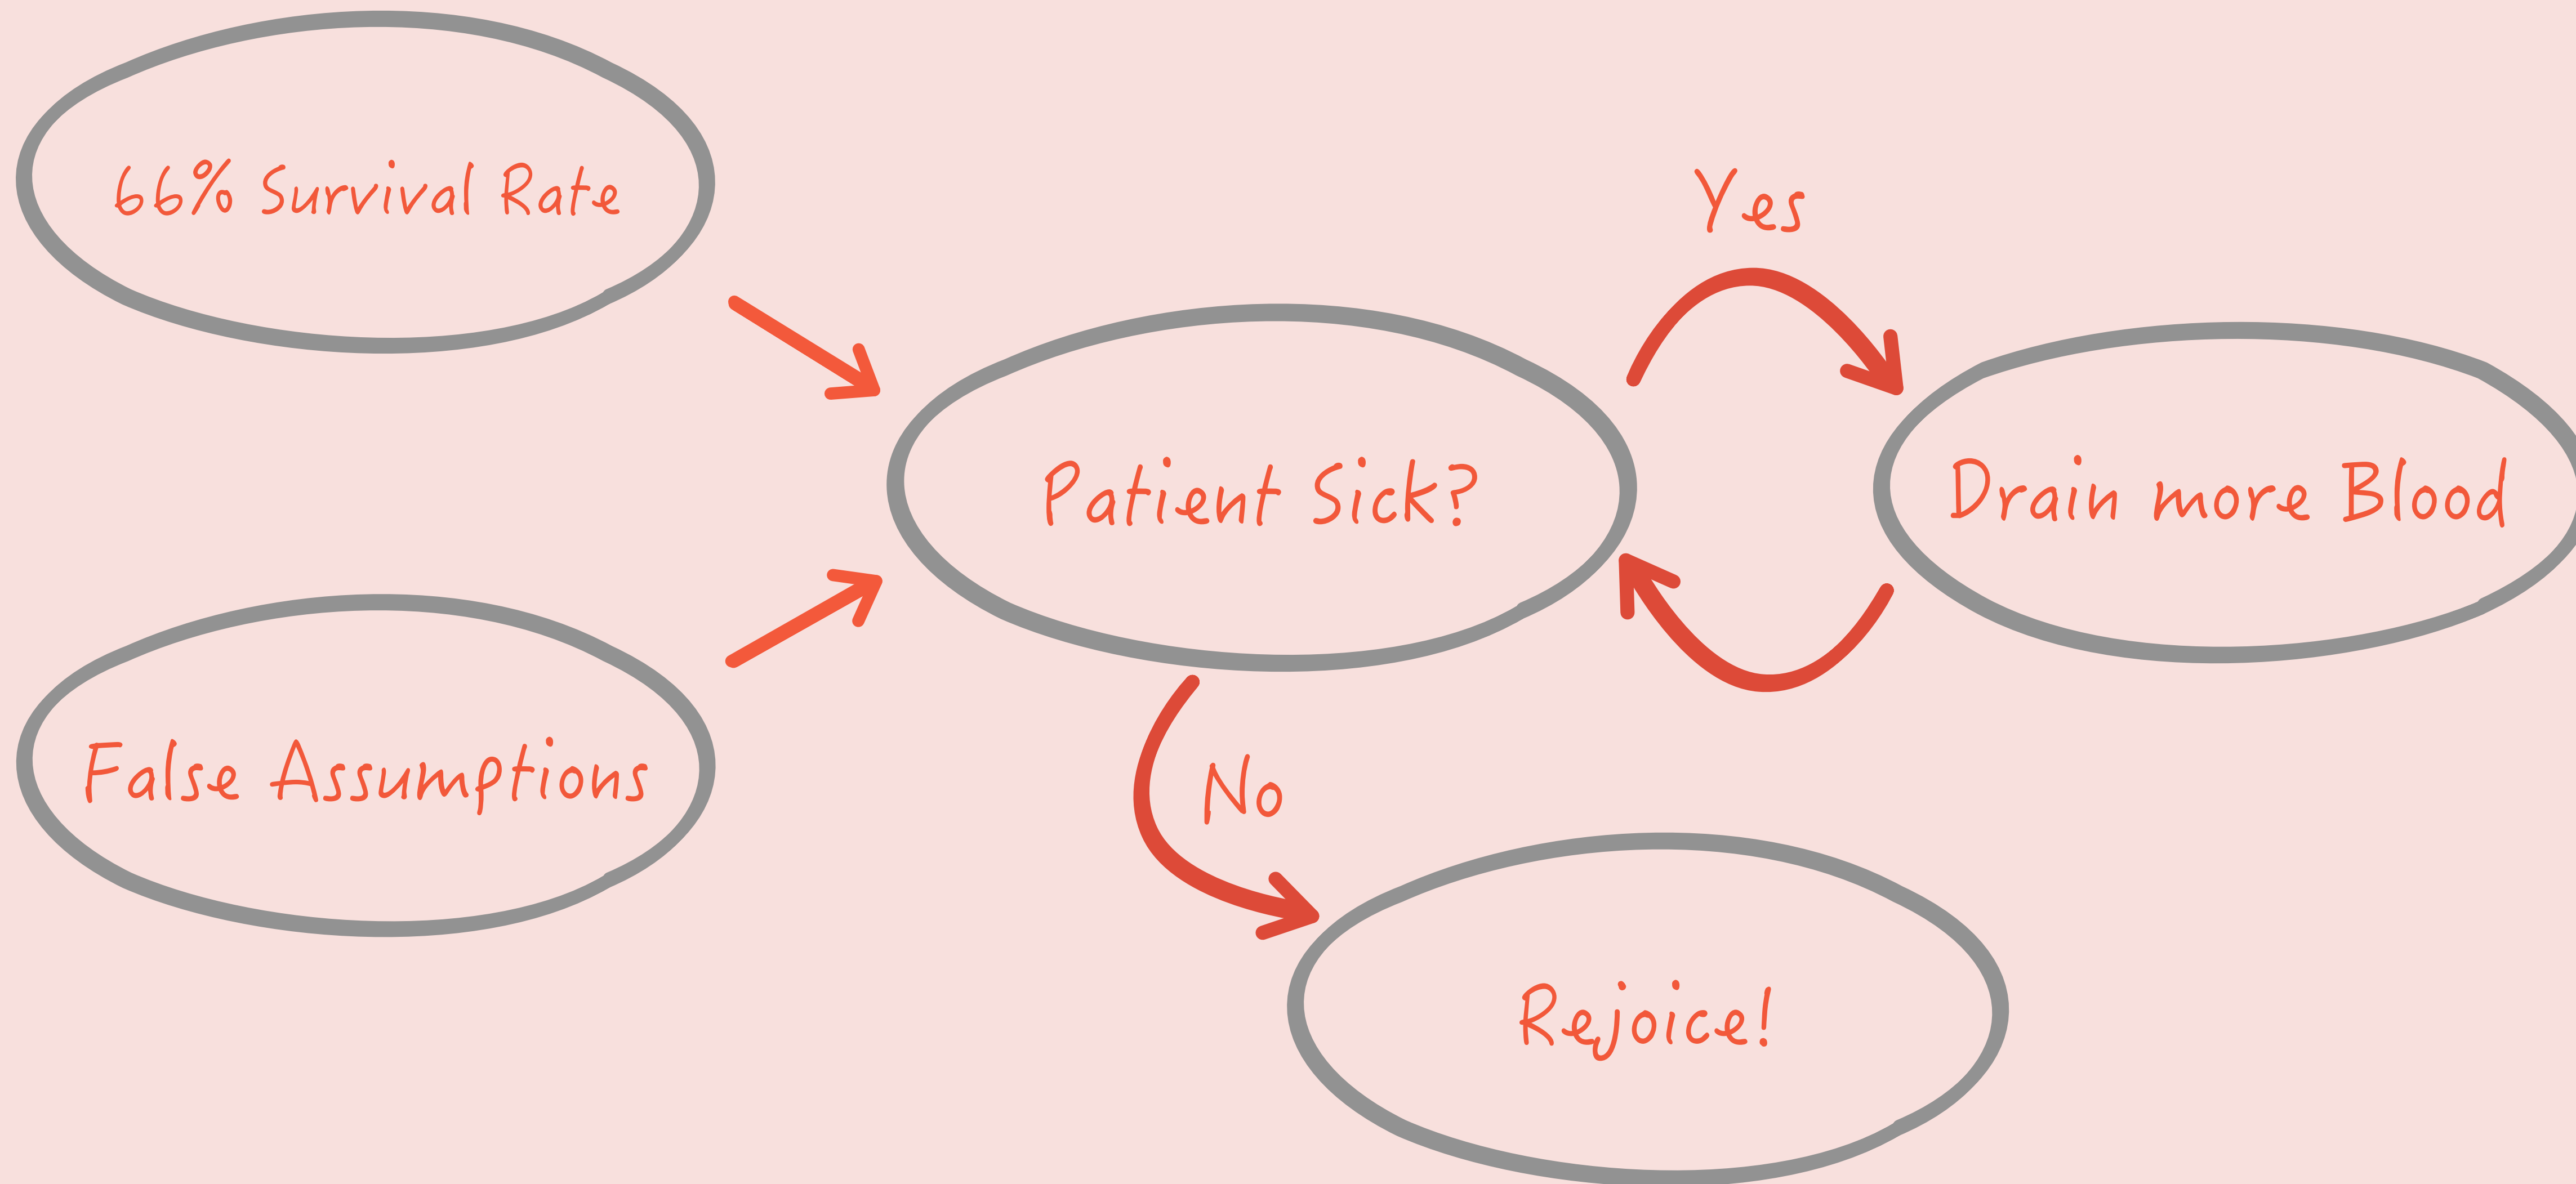 66% Survival Rate
False Assumptions
Patient Sick?
Yes
Drain more Blood
No
Rejoice!